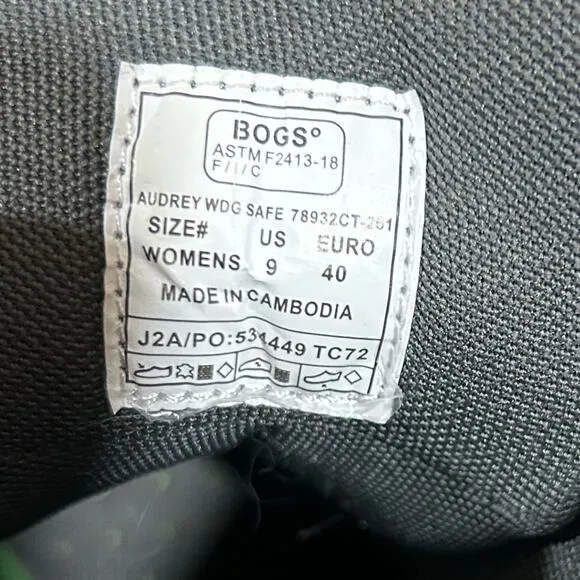 BOGS°
ASTM F2413-18
F/I/C
AUDREY WDG SAFE 78932CT-261
SIZE# US EURO
WOMENS 9 40
MADE IN CAMBODIA
J2A/PO:531449 TC72